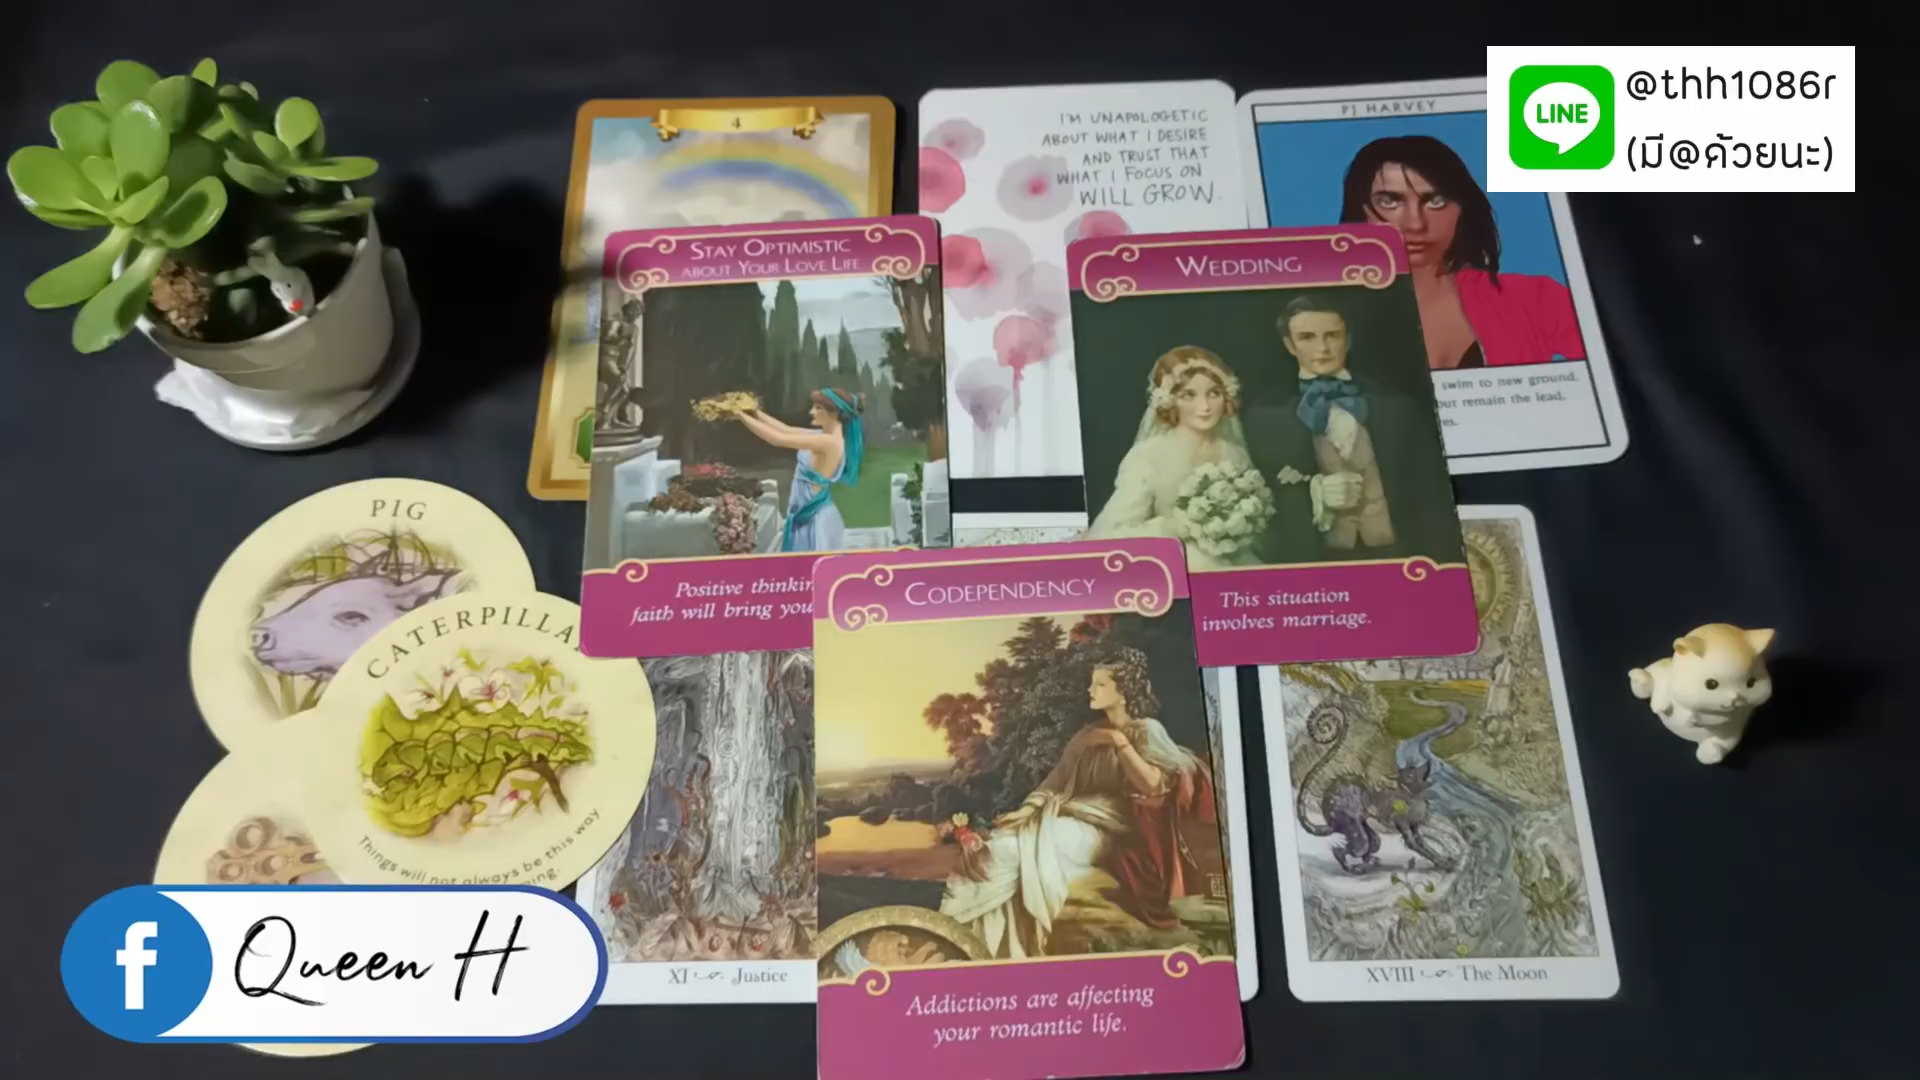 LINE
@thh1086r
(มี@ด้วยนะ)
4
I'M UNAPOLOGETIC
ABOUT WHAT I DESIRE
AND TRUST THAT
WHAT I FOCUS ON
WILL GROW.
PJ HARVEY
swim to new ground.
but remain the lead.
STAY OPTIMISTIC
ABOUT YOUR LOVE LIFE
Positive thinkin
faith will bring you
WEDDING
This situation
involves marriage.
CODEPENDENCY
Addictions are affecting
your romantic life.
PIG
CATERPILLA
Things will not always be this way
XI Justice
XVIII The Moon
f
Queen H